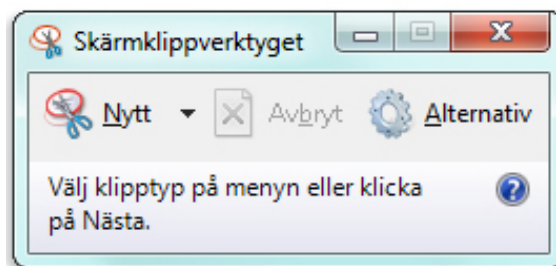 Skärmklippverktyget
Nytt Avbryt Alternativ
Välj klipptyp på menyn eller klicka
på Nästa.